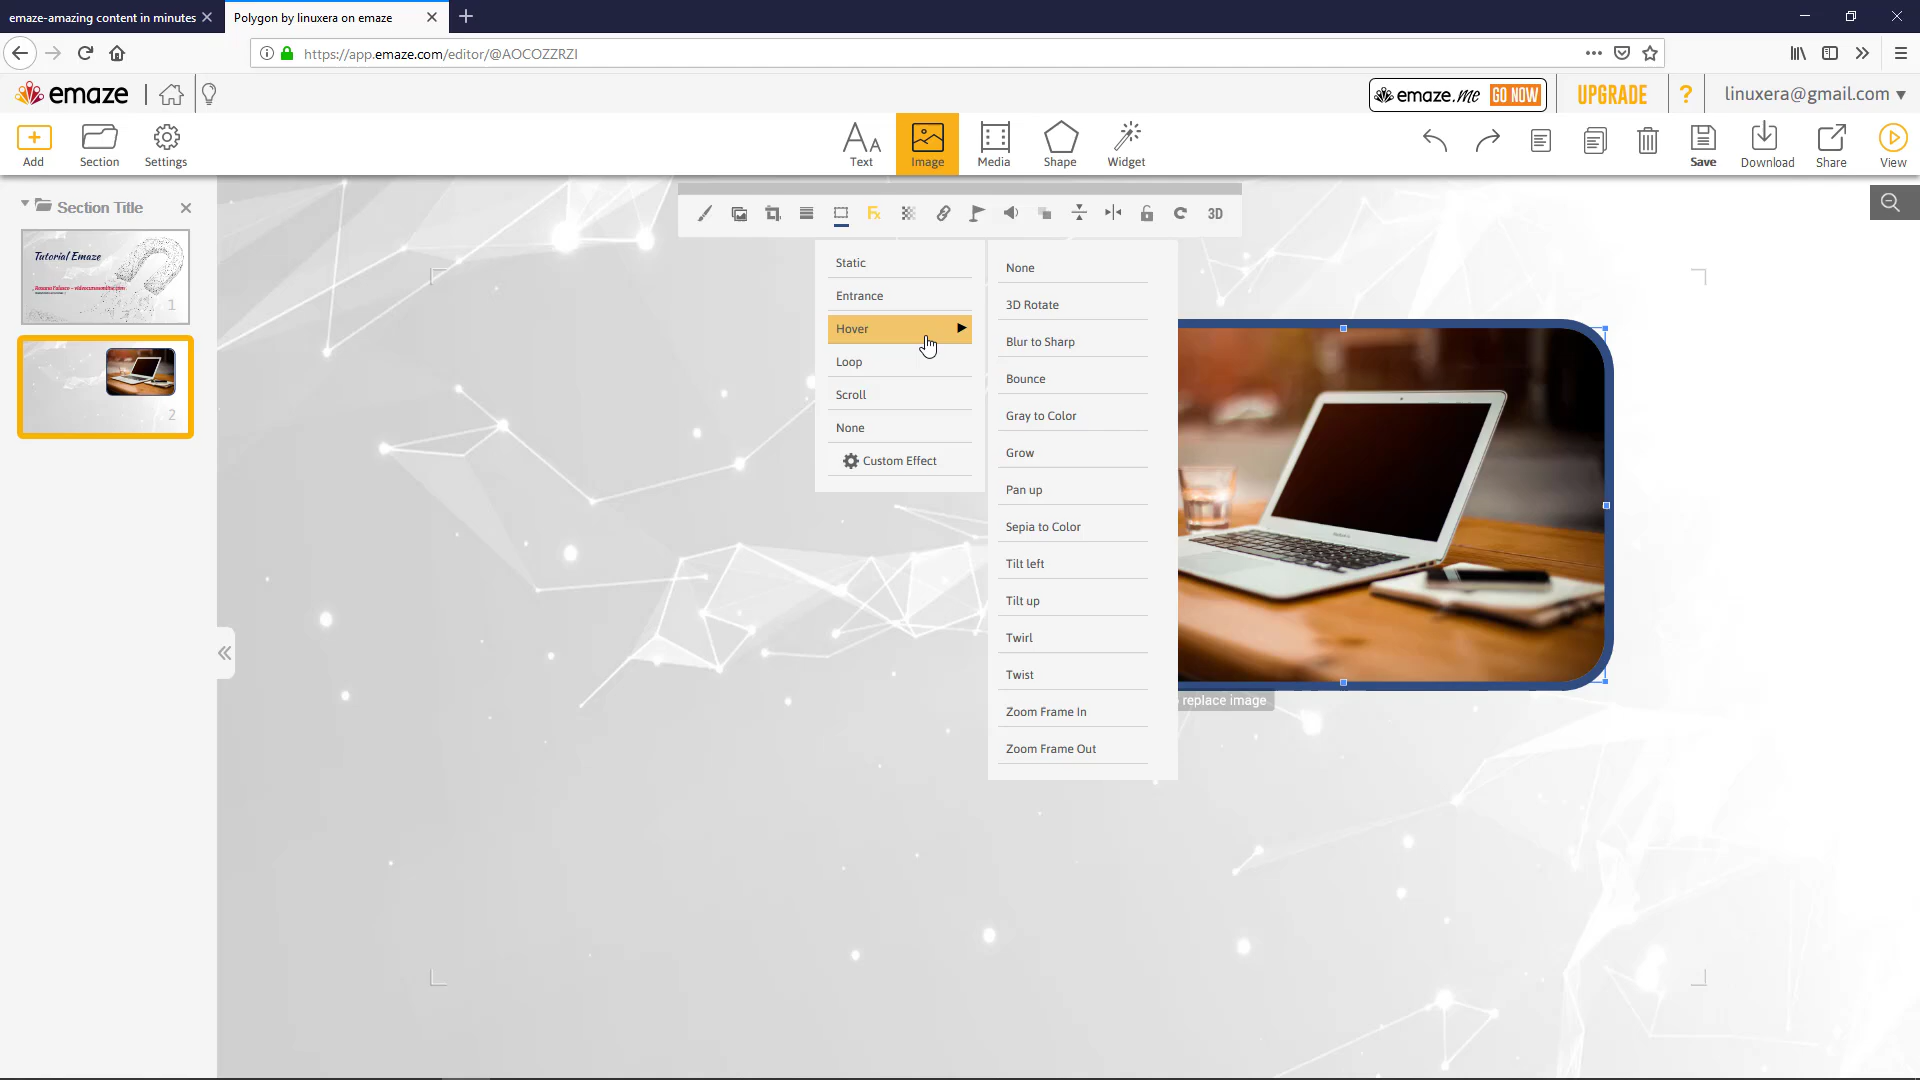 emaze-amazing content in minutes
Polygon by linuxera on emaze
https://app.emaze.com/editor/@AOCOZZRZI
emaze
emaze.me GO NOW
UPGRADE
?
linuxera@gmail.com
Add
Section
Settings
Text
Image
Media
Shape
Widget
Save
Download
Share
View
Section Title
Fx
3D
Tutorial Emaze
1
2
Static
Entrance
Hover
Loop
Scroll
None
Custom Effect
None
3D Rotate
Blur to Sharp
Bounce
Gray to Color
Grow
Pan up
Sepia to Color
Tilt left
Tilt up
Twirl
Twist
Zoom Frame In
Zoom Frame Out
replace image